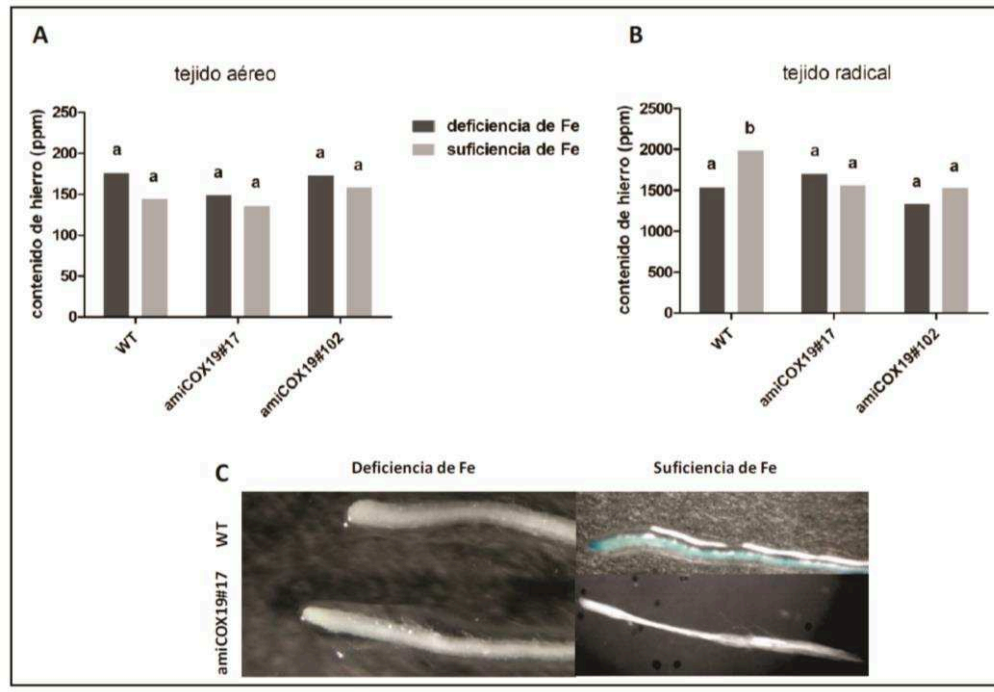 A
tejido aéreo
contenido de hierro (ppm)
250
200
150
100
50
0
a a a a a a
WT
amiCOX19#17
amiCOX19#102
deficiencia de Fe
suficiencia de Fe
B
tejido radical
contenido de hierro (ppm)
2500
2000
1500
1000
500
0
a b a a a a
WT
amiCOX19#17
amiCOX19#102
C
Deficiencia de Fe
Suficiencia de Fe
WT
amiCOX19#17